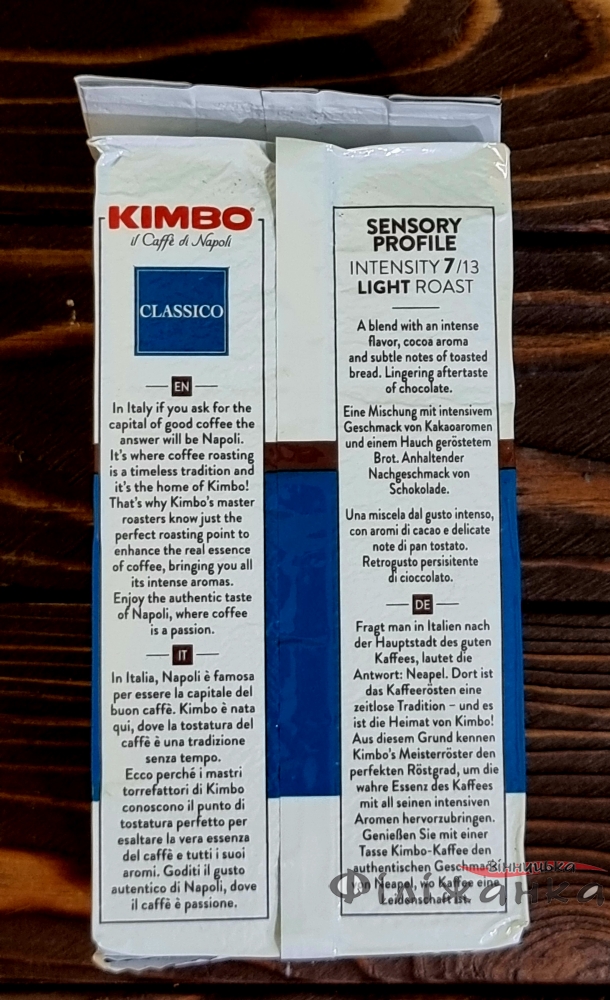 KIMBO
il Caffè di Napoli
CLASSICO
EN
In Italy if you ask for the
capital of good coffee the
answer will be Napoli.
It's where coffee roasting
is a timeless tradition and
it's the home of Kimbo!
That's why Kimbo's master
roasters know just the
perfect roasting point to
enhance the real essence
of coffee, bringing you all
its intense aromas.
Enjoy the authentic taste
of Napoli, where coffee
is a passion.
IT
In Italia, Napoli è famosa
per essere la capitale del
buon caffè. Kimbo è nata
qui, dove la tostatura del
caffè è una tradizione
senza tempo.
Ecco perché i mastri
torrefattori di Kimbo
conoscono il punto di
tostatura perfetto per
esaltare la vera essenza
del caffè e tutti i suoi
aromi. Goditi il gusto
autentico di Napoli, dove
il caffè è passione.
SENSORY
PROFILE
INTENSITY 7/13
LIGHT ROAST
A blend with an intense
flavor, cocoa aroma
and subtle notes of toasted
bread. Lingering aftertaste
of chocolate.
Eine Mischung mit intensivem
Geschmack von Kakaoaromen
und einem Hauch geröstetem
Brot. Anhaltender
Nachgeschmack von
Schokolade.
Una miscela dal gusto intenso,
con aromi di cacao e delicate
note di pan tostato.
Retrogusto persisitente
di cioccolato.
DE
Fragt man in Italien nach
der Hauptstadt des guten
Kaffees, lautet die
Antwort: Neapel. Dort ist
das Kaffeerösten eine
zeitlose Tradition – und es
ist die Heimat von Kimbo!
Aus diesem Grund kennen
Kimbo's Meisterröster den
perfekten Röstgrad, um die
wahre Essenz des Kaffees
mit all seinen intensiven
Aromen hervorzubringen.
Genießen Sie mit einer
Tasse Kimbo-Kaffee den
authentischen Geschmack
von Neapel, wo Kaffee eine
Leidenschaft ist.
Вінницька
Філіжанка